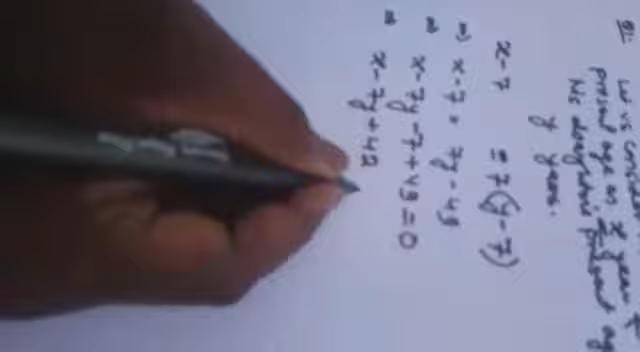 Q1. Let us consider
present age as x year &
his daughter's present age
y years.
x-7 = 7(y-7)
⇒ x-7 = 7y-49
⇒ x-7y-7+49=0
⇒ x-7y+42